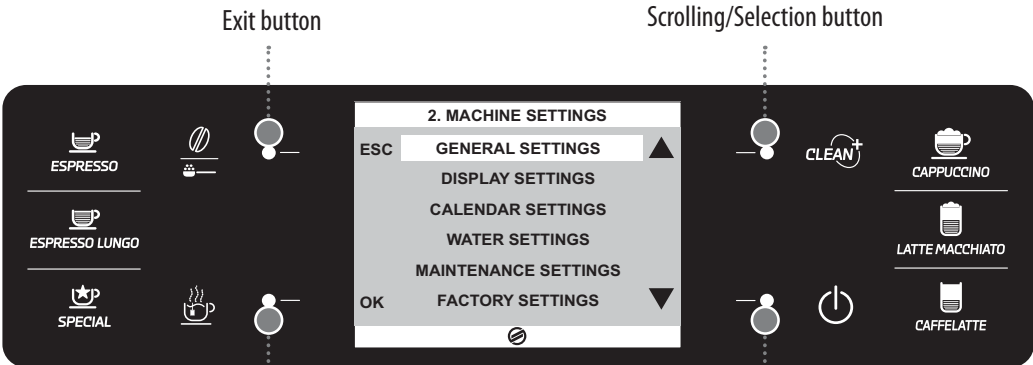 Exit button
Scrolling/Selection button
ESPRESSO
ESPRESSO LUNGO
SPECIAL
2. MACHINE SETTINGS
ESC
GENERAL SETTINGS
DISPLAY SETTINGS
CALENDAR SETTINGS
WATER SETTINGS
MAINTENANCE SETTINGS
OK
FACTORY SETTINGS
CLEAN
CAPPUCCINO
LATTE MACCHIATO
CAFFELATTE